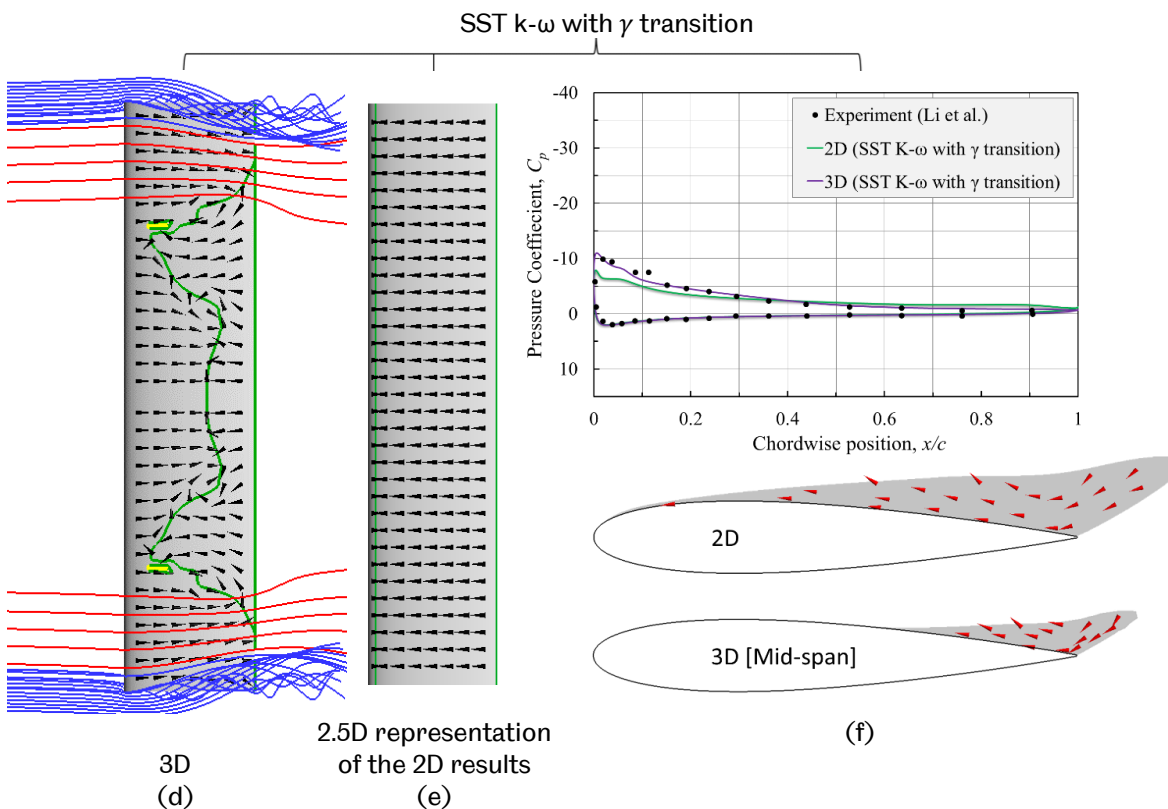 SST k-ω with γ transition
-40
-30
-20
-10
0
10
Pressure Coeffiecient, Cp
Experiment (Li et al.)
2D (SST K-ω with γ transition)
3D (SST K-ω with γ transition)
0
0.2
0.4
0.6
0.8
1
Chordwise position, x/c
2D
3D [Mid-span]
3D
(d)
2.5D representation
of the 2D results
(e)
(f)